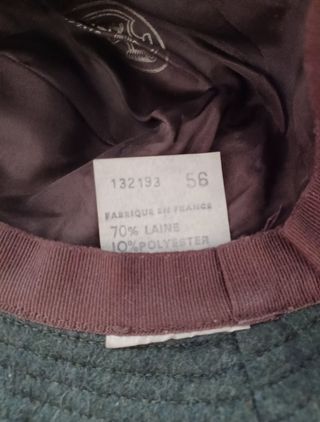 132193 56
FABRIQUE EN FRANCE
70% LAINE
10% POLYESTER